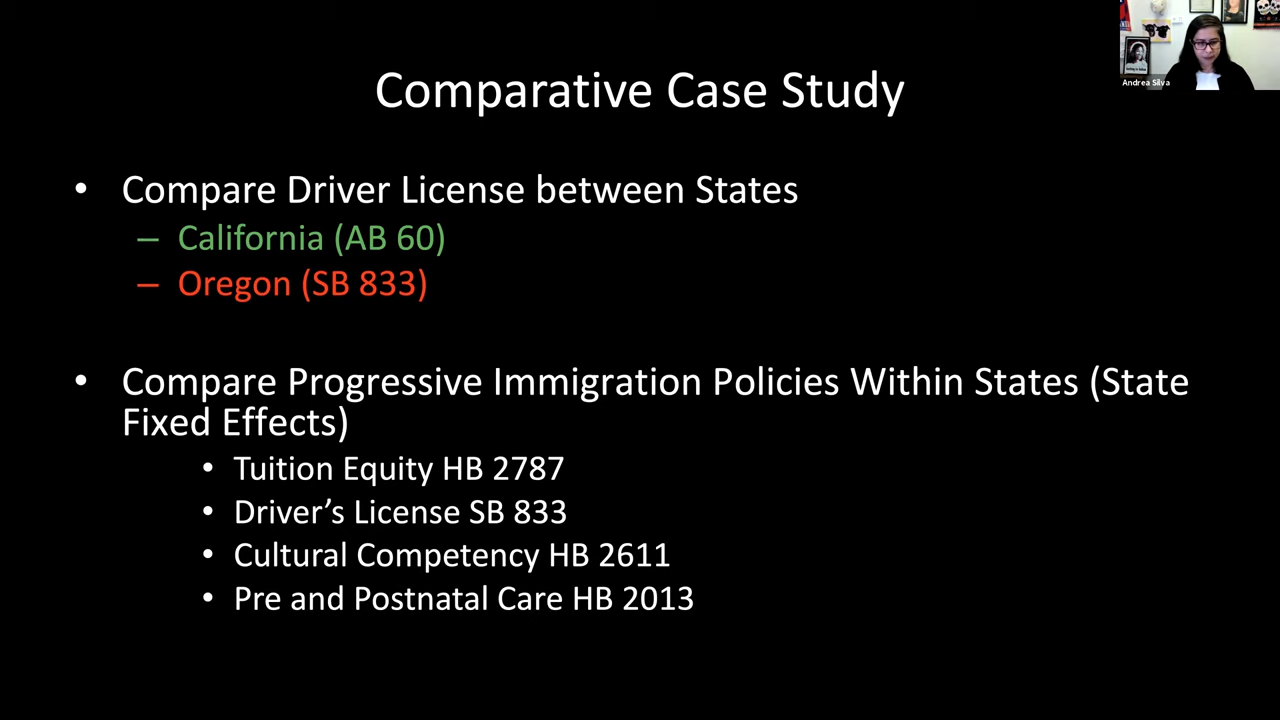 Andrea Silva
Comparative Case Study
• Compare Driver License between States
– California (AB 60)
– Oregon (SB 833)
• Compare Progressive Immigration Policies Within States (State
Fixed Effects)
• Tuition Equity HB 2787
• Driver’s License SB 833
• Cultural Competency HB 2611
• Pre and Postnatal Care HB 2013